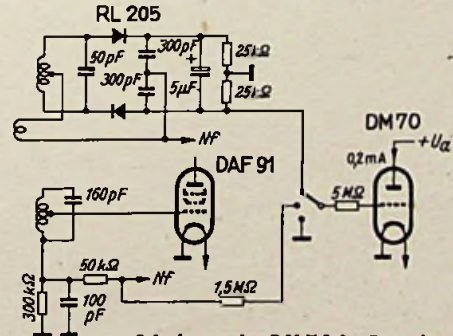 RL 205
50pF
300pF
300pF
+
5µF
25kΩ
25kΩ
Nf
DM70
+Ua
0,2mA
DAF 91
160pF
5MΩ
50kΩ
Nf
1,5MΩ
300kΩ
100
pF